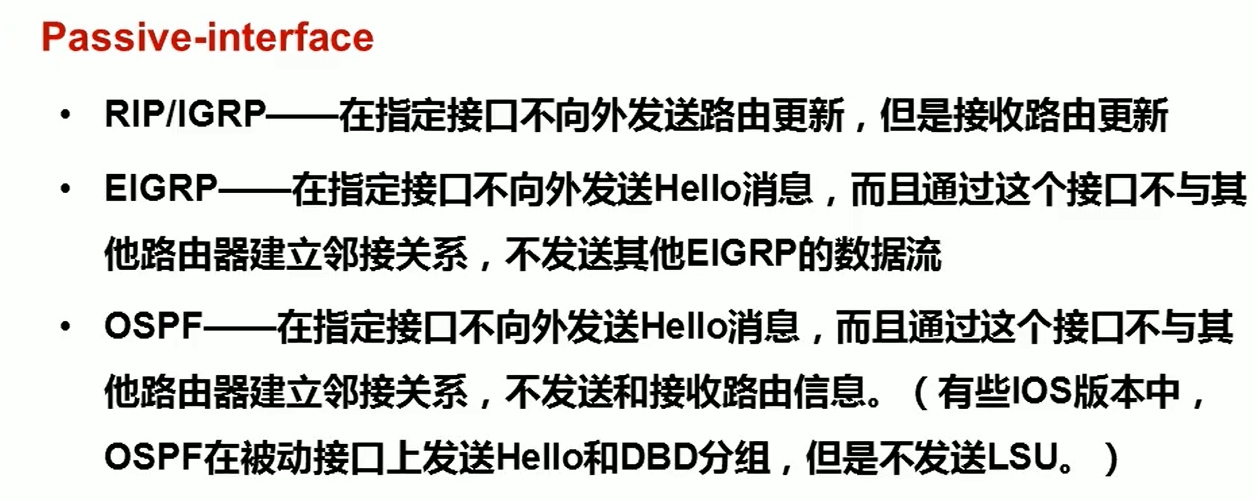 Passive-interface
• RIP/IGRP——在指定接口不向外发送路由更新，但是接收路由更新
• EIGRP——在指定接口不向外发送Hello消息，而且通过这个接口不与其
他路由器建立邻接关系，不发送其他EIGRP的数据流
• OSPF——在指定接口不向外发送Hello消息，而且通过这个接口不与其
他路由器建立邻接关系，不发送和接收路由信息。（有些IOS版本中，
OSPF在被动接口上发送Hello和DBD分组，但是不发送LSU。）